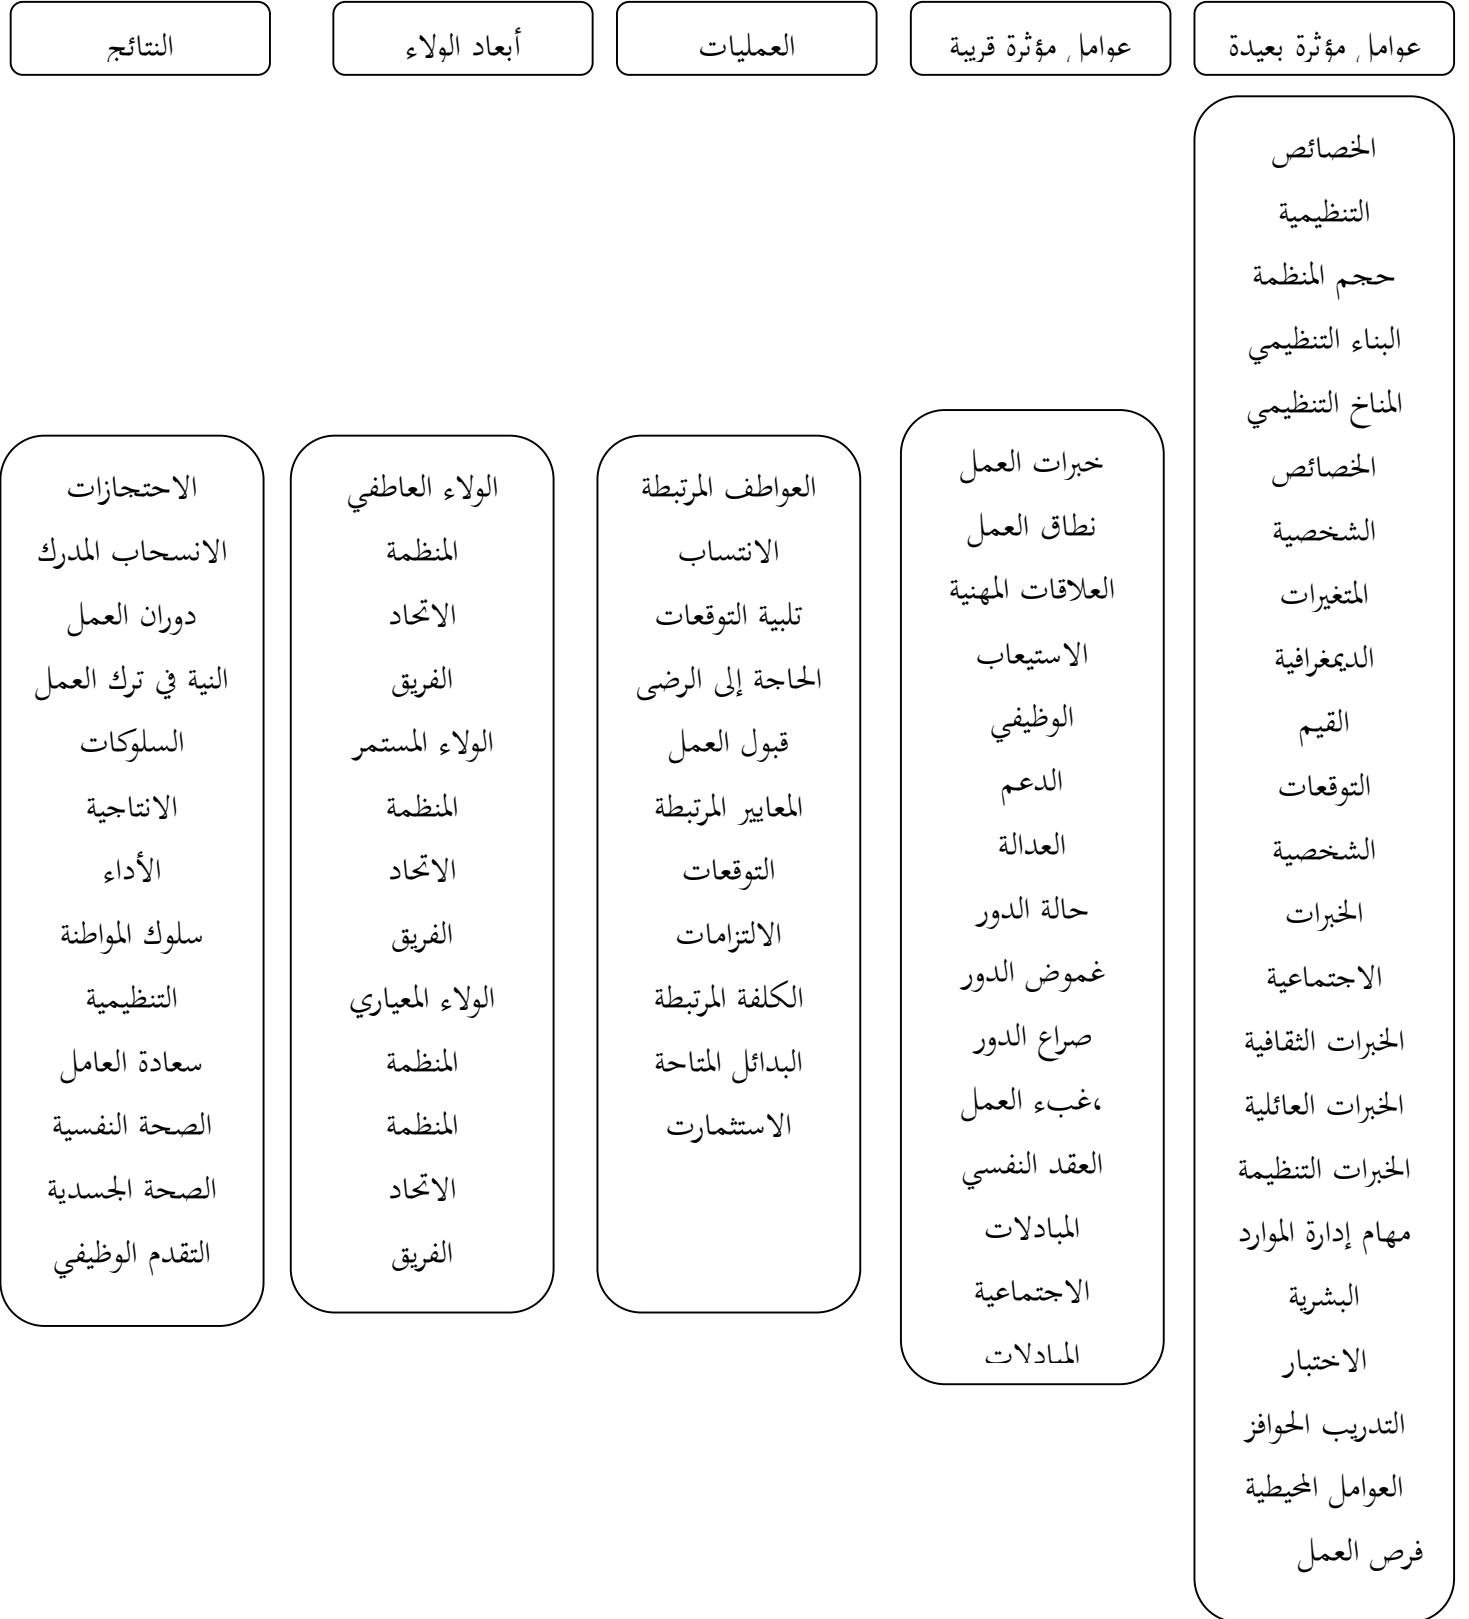 عوامل مؤثرة بعيدة
عوامل مؤثرة قريبة
العمليات
أبعاد الولاء
النتائج
الخصائص
التنظيمية
حجم المنظمة
البناء التنظيمي
المناخ التنظيمي
الخصائص
الشخصية
المتغيرات
الديمغرافية
القيم
التوقعات
الشخصية
الخبرات
الاجتماعية
الخبرات الثقافية
الخبرات العائلية
الخبرات التنظيمة
مهام إدارة الموارد
البشرية
الاختبار
التدريب الحوافز
العوامل المحيطية
فرص العمل
خبرات العمل
نطاق العمل
العلاقات المهنية
الاستيعاب
الوظيفي
الدعم
العدالة
حالة الدور
غموض الدور
صراع الدور
،غبء العمل
العقد النفسي
المبادلات
الاجتماعية
المبادلات
العواطف المرتبطة
الانتساب
تلبية التوقعات
الحاجة إلى الرضى
قبول العمل
المعايير المرتبطة
التوقعات
الالتزامات
الكلفة المرتبطة
البدائل المتاحة
الاستثمارت
الولاء العاطفي
المنظمة
الاتحاد
الفريق
الولاء المستمر
المنظمة
الاتحاد
الفريق
الولاء المعياري
المنظمة
المنظمة
الاتحاد
الفريق
الاحتجازات
الانسحاب المدرك
دوران العمل
النية في ترك العمل
السلوكات
الانتاجية
الأداء
سلوك المواطنة
التنظيمية
سعادة العامل
الصحة النفسية
الصحة الجسدية
التقدم الوظيفي